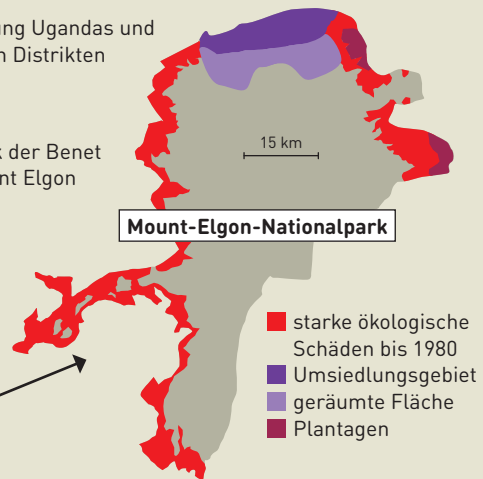 ung Ugandas und
n Distrikten
k der Benet
nt Elgon
15 km
Mount-Elgon-Nationalpark
starke ökologische
Schäden bis 1980
Umsiedlungsgebiet
geräumte Fläche
Plantagen